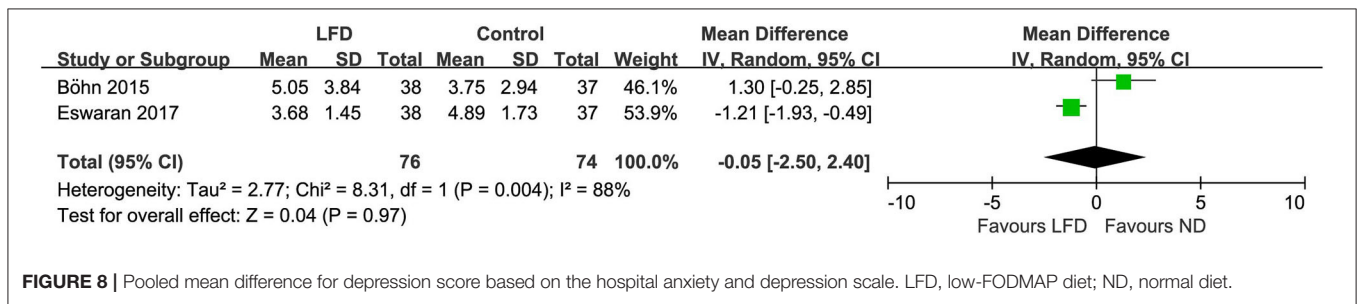 LFD Control Mean Difference Mean Difference
Study or Subgroup Mean SD Total Mean SD Total Weight IV, Random, 95% CI IV, Random, 95% CI
Böhn 2015 5.05 3.84 38 3.75 2.94 37 46.1% 1.30 [-0.25, 2.85]
Eswaran 2017 3.68 1.45 38 4.89 1.73 37 53.9% -1.21 [-1.93, -0.49]
Total (95% CI) 76 74 100.0% -0.05 [-2.50, 2.40]
Heterogeneity: Tau² = 2.77; Chi² = 8.31, df = 1 (P = 0.004); I² = 88%
Test for overall effect: Z = 0.04 (P = 0.97)
-10 -5 0 5 10
Favours LFD Favours ND
FIGURE 8 | Pooled mean difference for depression score based on the hospital anxiety and depression scale. LFD, low-FODMAP diet; ND, normal diet.